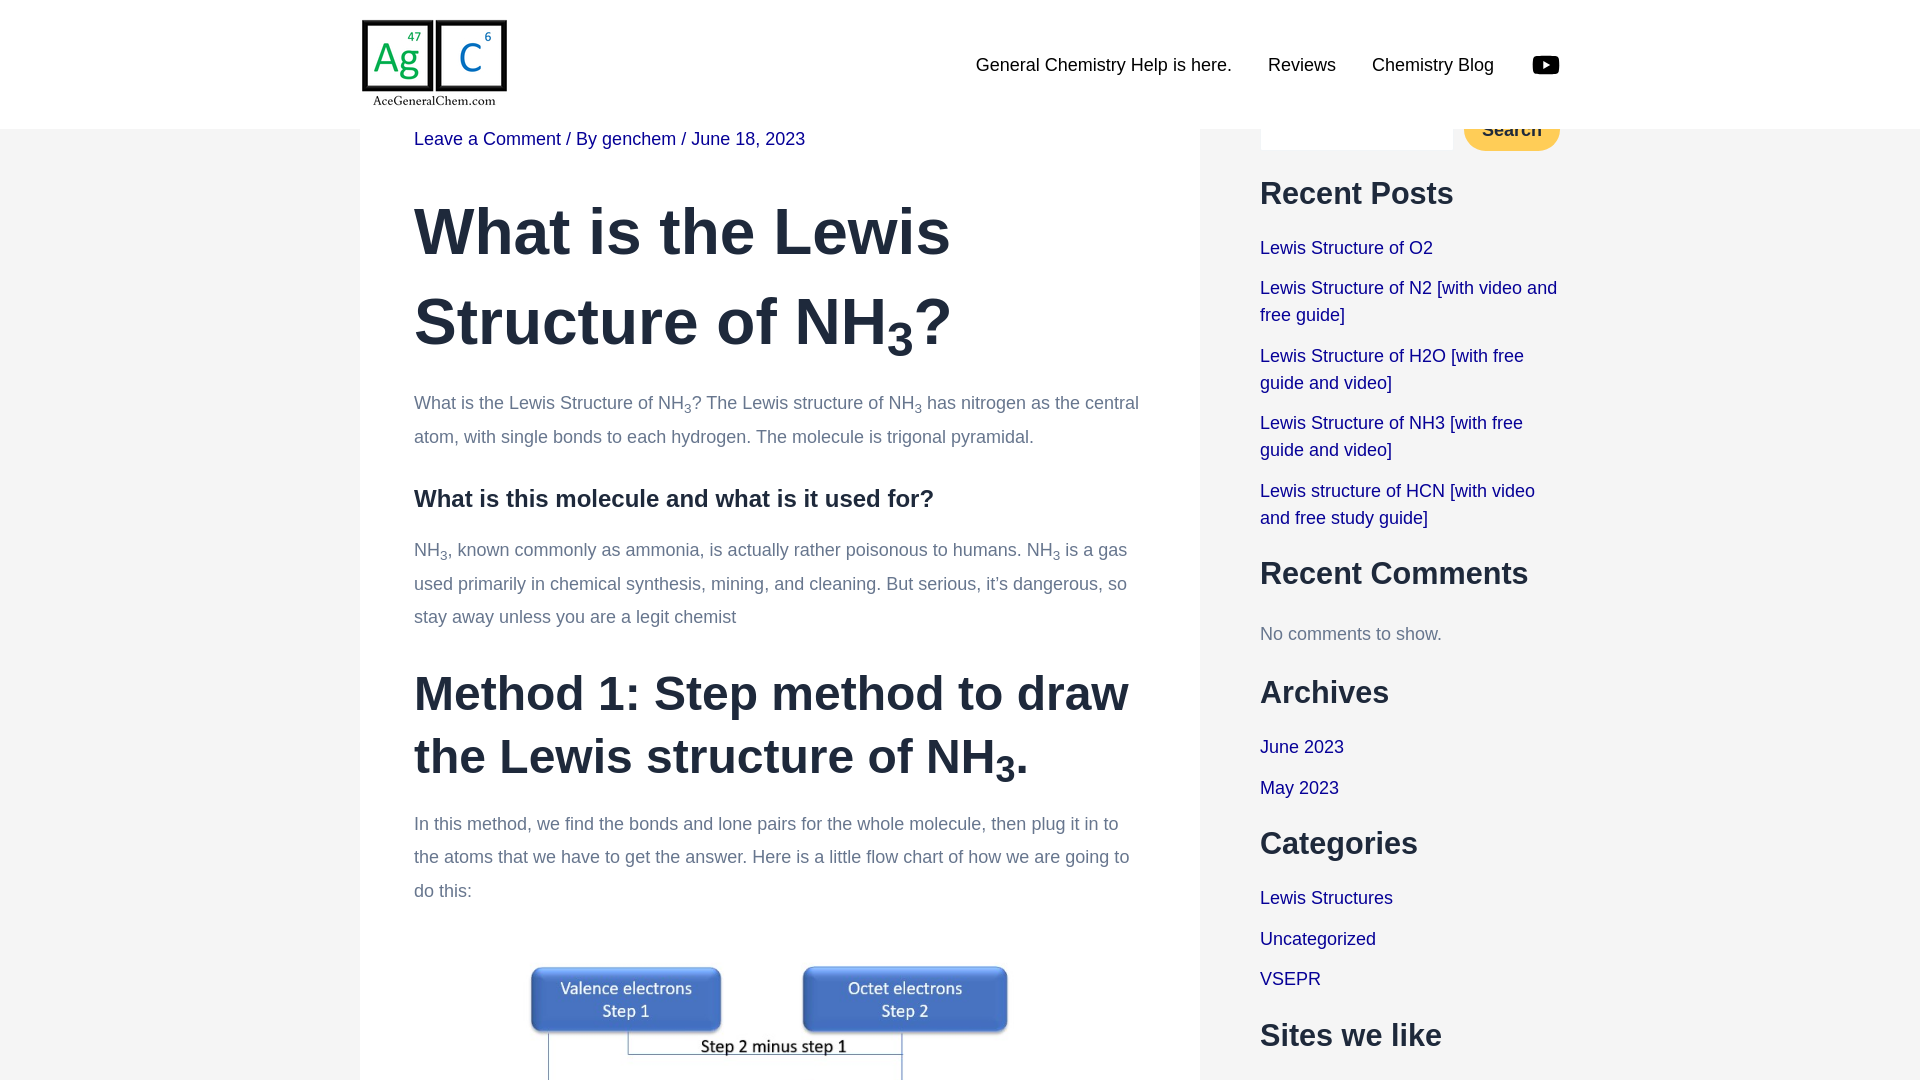 47
6
Ag
C
AceGeneralChem.com
General Chemistry Help is here.
Reviews
Chemistry Blog
Leave a Comment / By genchem / June 18, 2023
What is the Lewis
Structure of NH3?
What is the Lewis Structure of NH3? The Lewis structure of NH3 has nitrogen as the central
atom, with single bonds to each hydrogen. The molecule is trigonal pyramidal.
What is this molecule and what is it used for?
NH3, known commonly as ammonia, is actually rather poisonous to humans. NH3 is a gas
used primarily in chemical synthesis, mining, and cleaning. But serious, it’s dangerous, so
stay away unless you are a legit chemist
Method 1: Step method to draw
the Lewis structure of NH3.
In this method, we find the bonds and lone pairs for the whole molecule, then plug it in to
the atoms that we have to get the answer. Here is a little flow chart of how we are going to
do this:
Valence electrons
Step 1
Octet electrons
Step 2
Step 2 minus step 1
Search
Recent Posts
Lewis Structure of O2
Lewis Structure of N2 [with video and
free guide]
Lewis Structure of H2O [with free
guide and video]
Lewis Structure of NH3 [with free
guide and video]
Lewis structure of HCN [with video
and free study guide]
Recent Comments
No comments to show.
Archives
June 2023
May 2023
Categories
Lewis Structures
Uncategorized
VSEPR
Sites we like